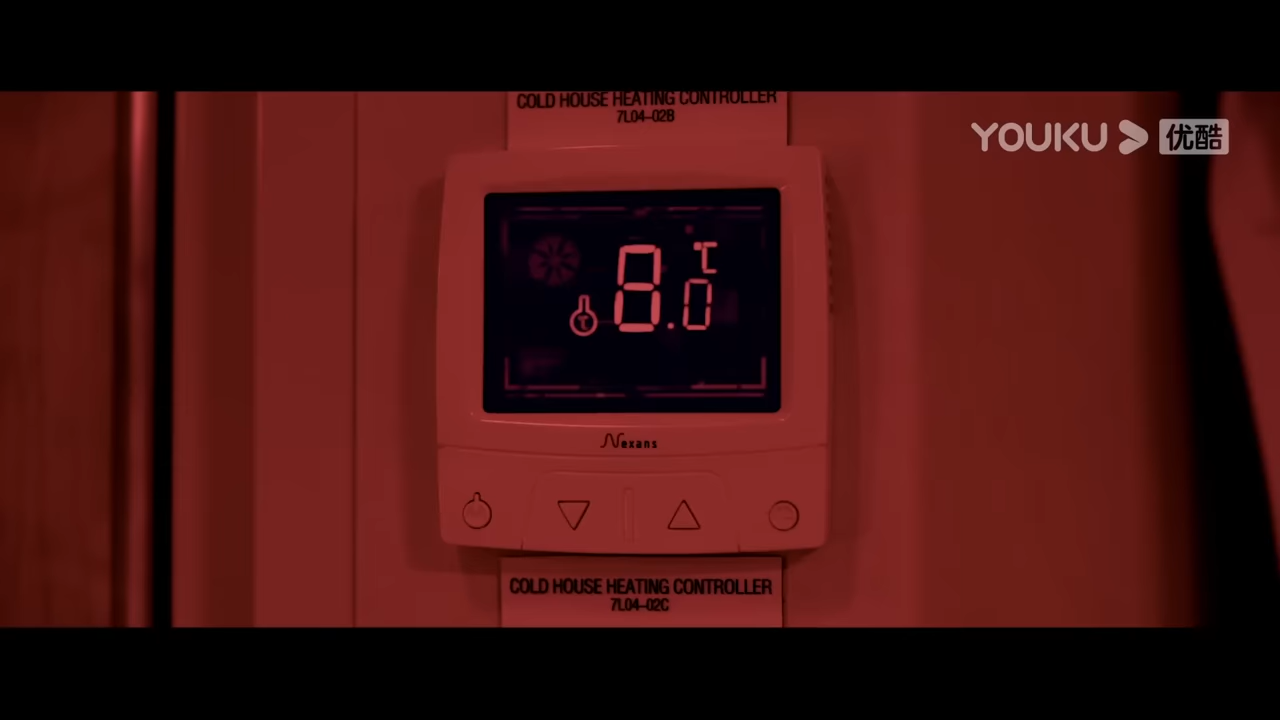 COLD HOUSE HEATING CONTROLLER
7L04-02B
YOUKU 优酷
℃
8.0
Nexans
COLD HOUSE HEATING CONTROLLER
7L04-02C